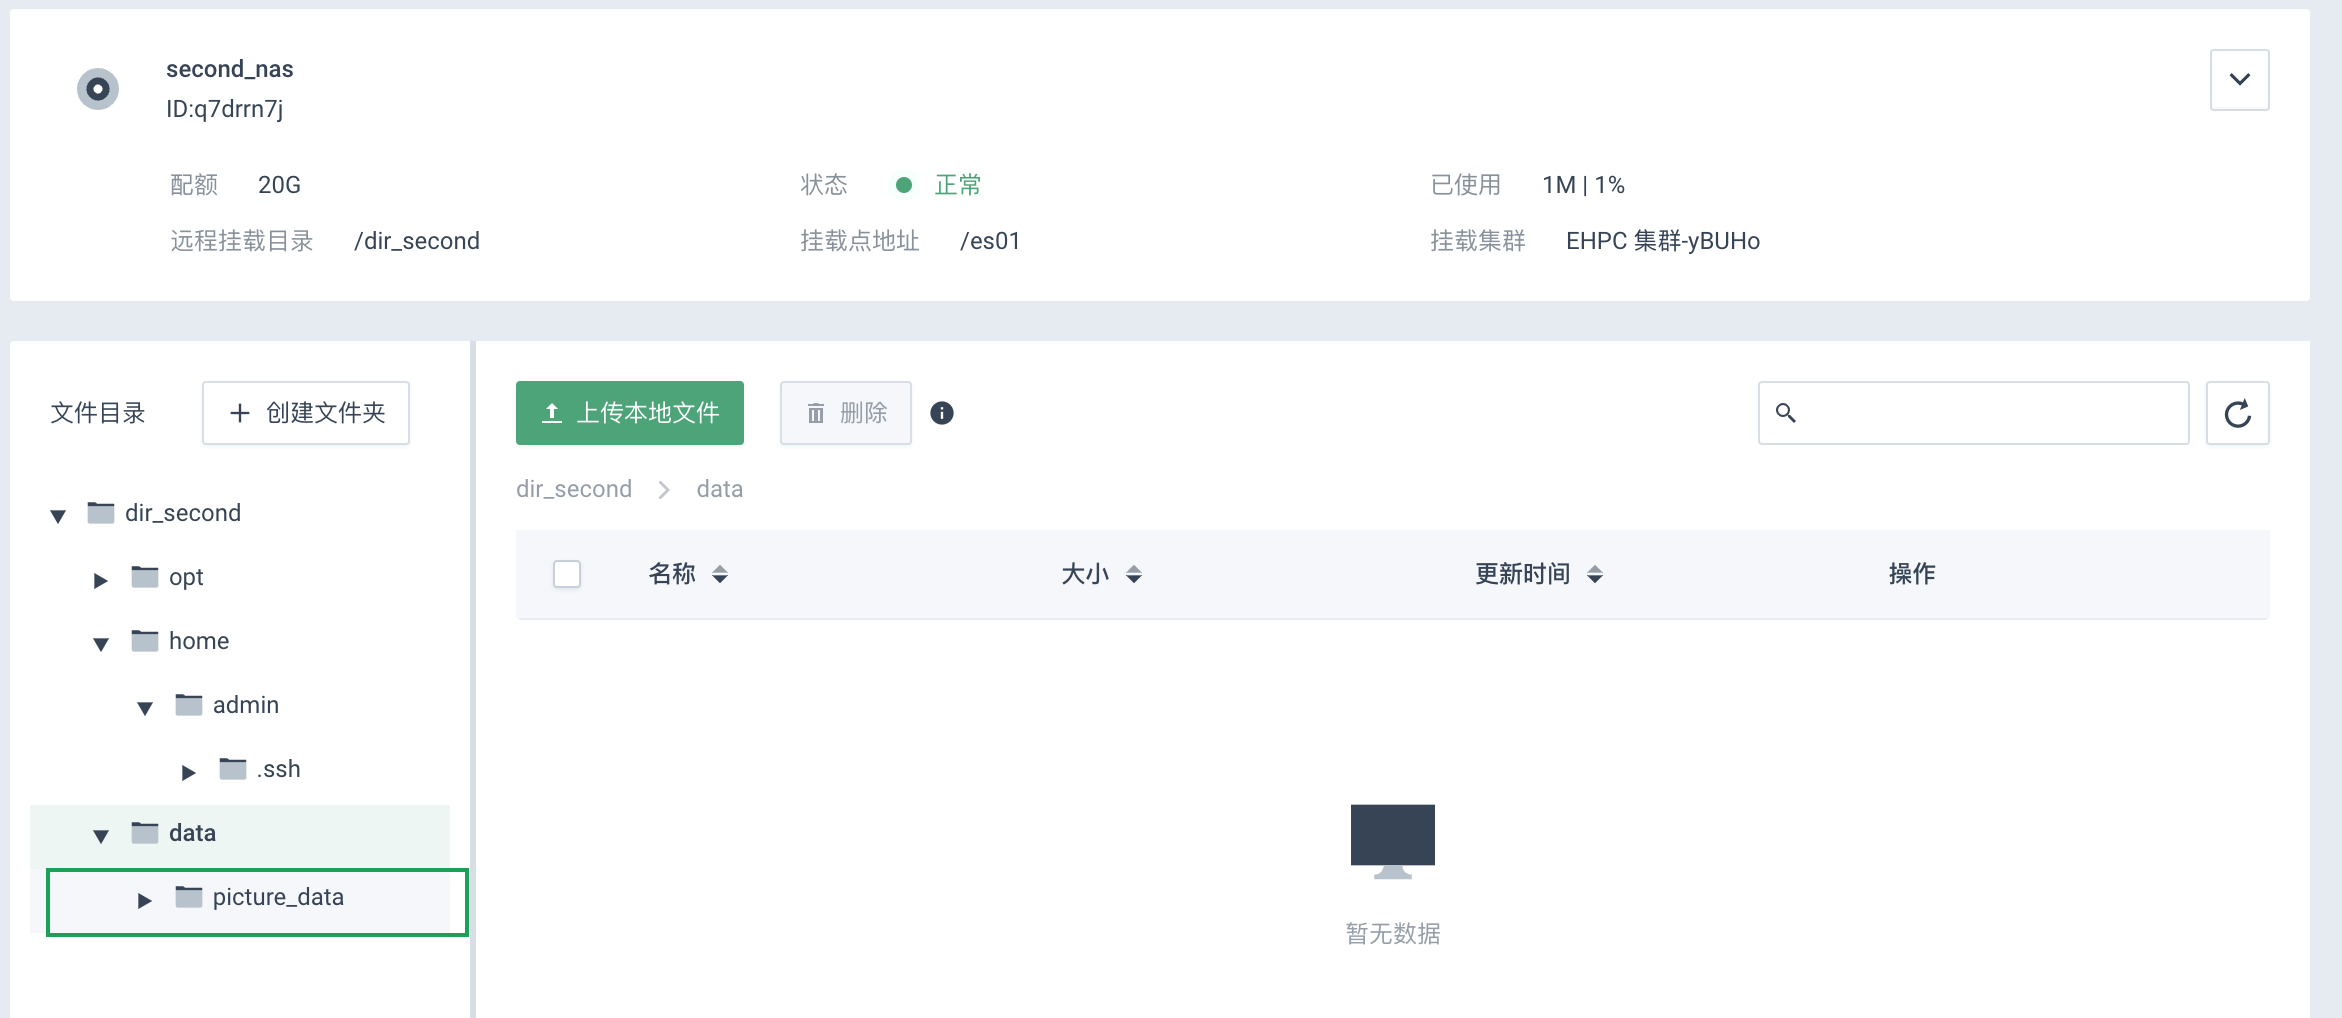 second_nas
ID:q7drrn7j
配额 20G 状态 正常 已使用 1M | 1%
远程挂载目录 /dir_second 挂载点地址 /es01 挂载集群 EHPC 集群-yBUHo
文件目录 创建文件夹 上传本地文件 删除
dir_second data
dir_second
名称 大小 更新时间 操作
opt
home
admin
.ssh
data
picture_data
暂无数据